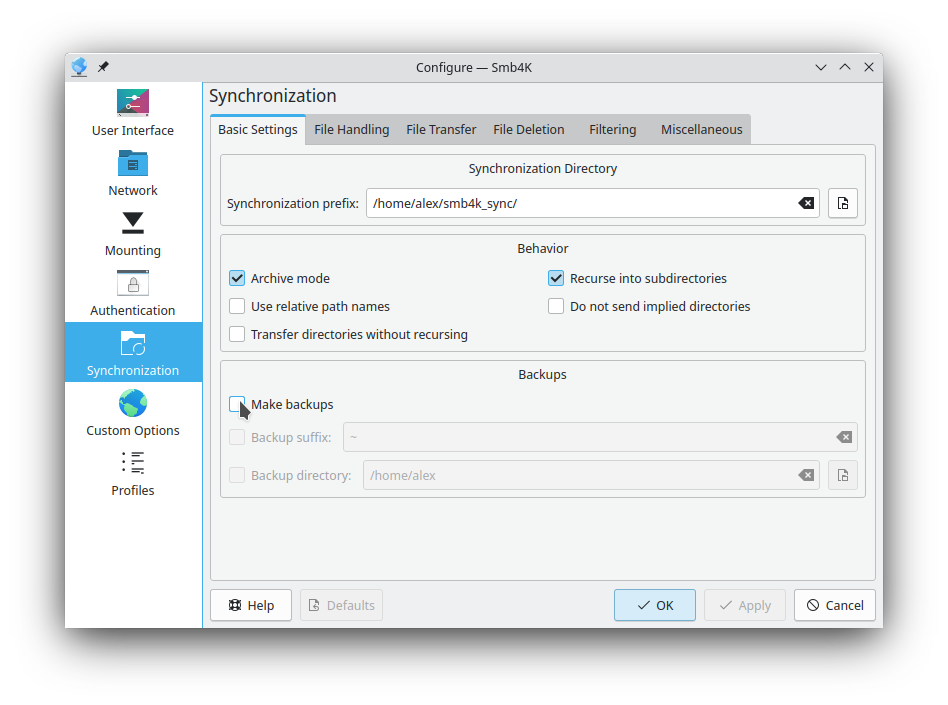 Configure — Smb4K
User Interface
Network
Mounting
Authentication
Synchronization
Custom Options
Profiles
Synchronization
Basic Settings File Handling File Transfer File Deletion Filtering Miscellaneous
Synchronization Directory
Synchronization prefix: /home/alex/smb4k_sync/
Behavior
Archive mode Recurse into subdirectories
Use relative path names Do not send implied directories
Transfer directories without recursing
Backups
Make backups
Backup suffix: ~
Backup directory: /home/alex
Help Defaults OK Apply Cancel